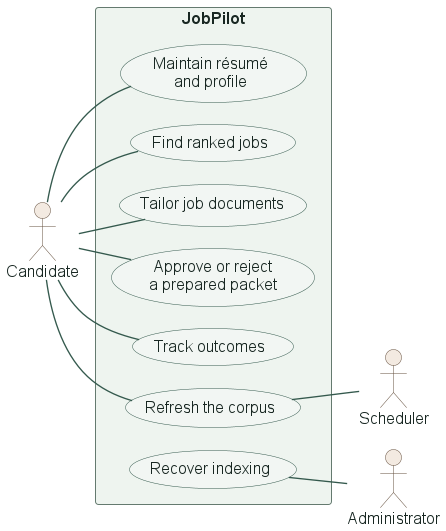 JobPilot
Maintain résumé
and profile
Find ranked jobs
Tailor job documents
Candidate
Approve or reject
a prepared packet
Track outcomes
Refresh the corpus
Scheduler
Recover indexing
Administrator